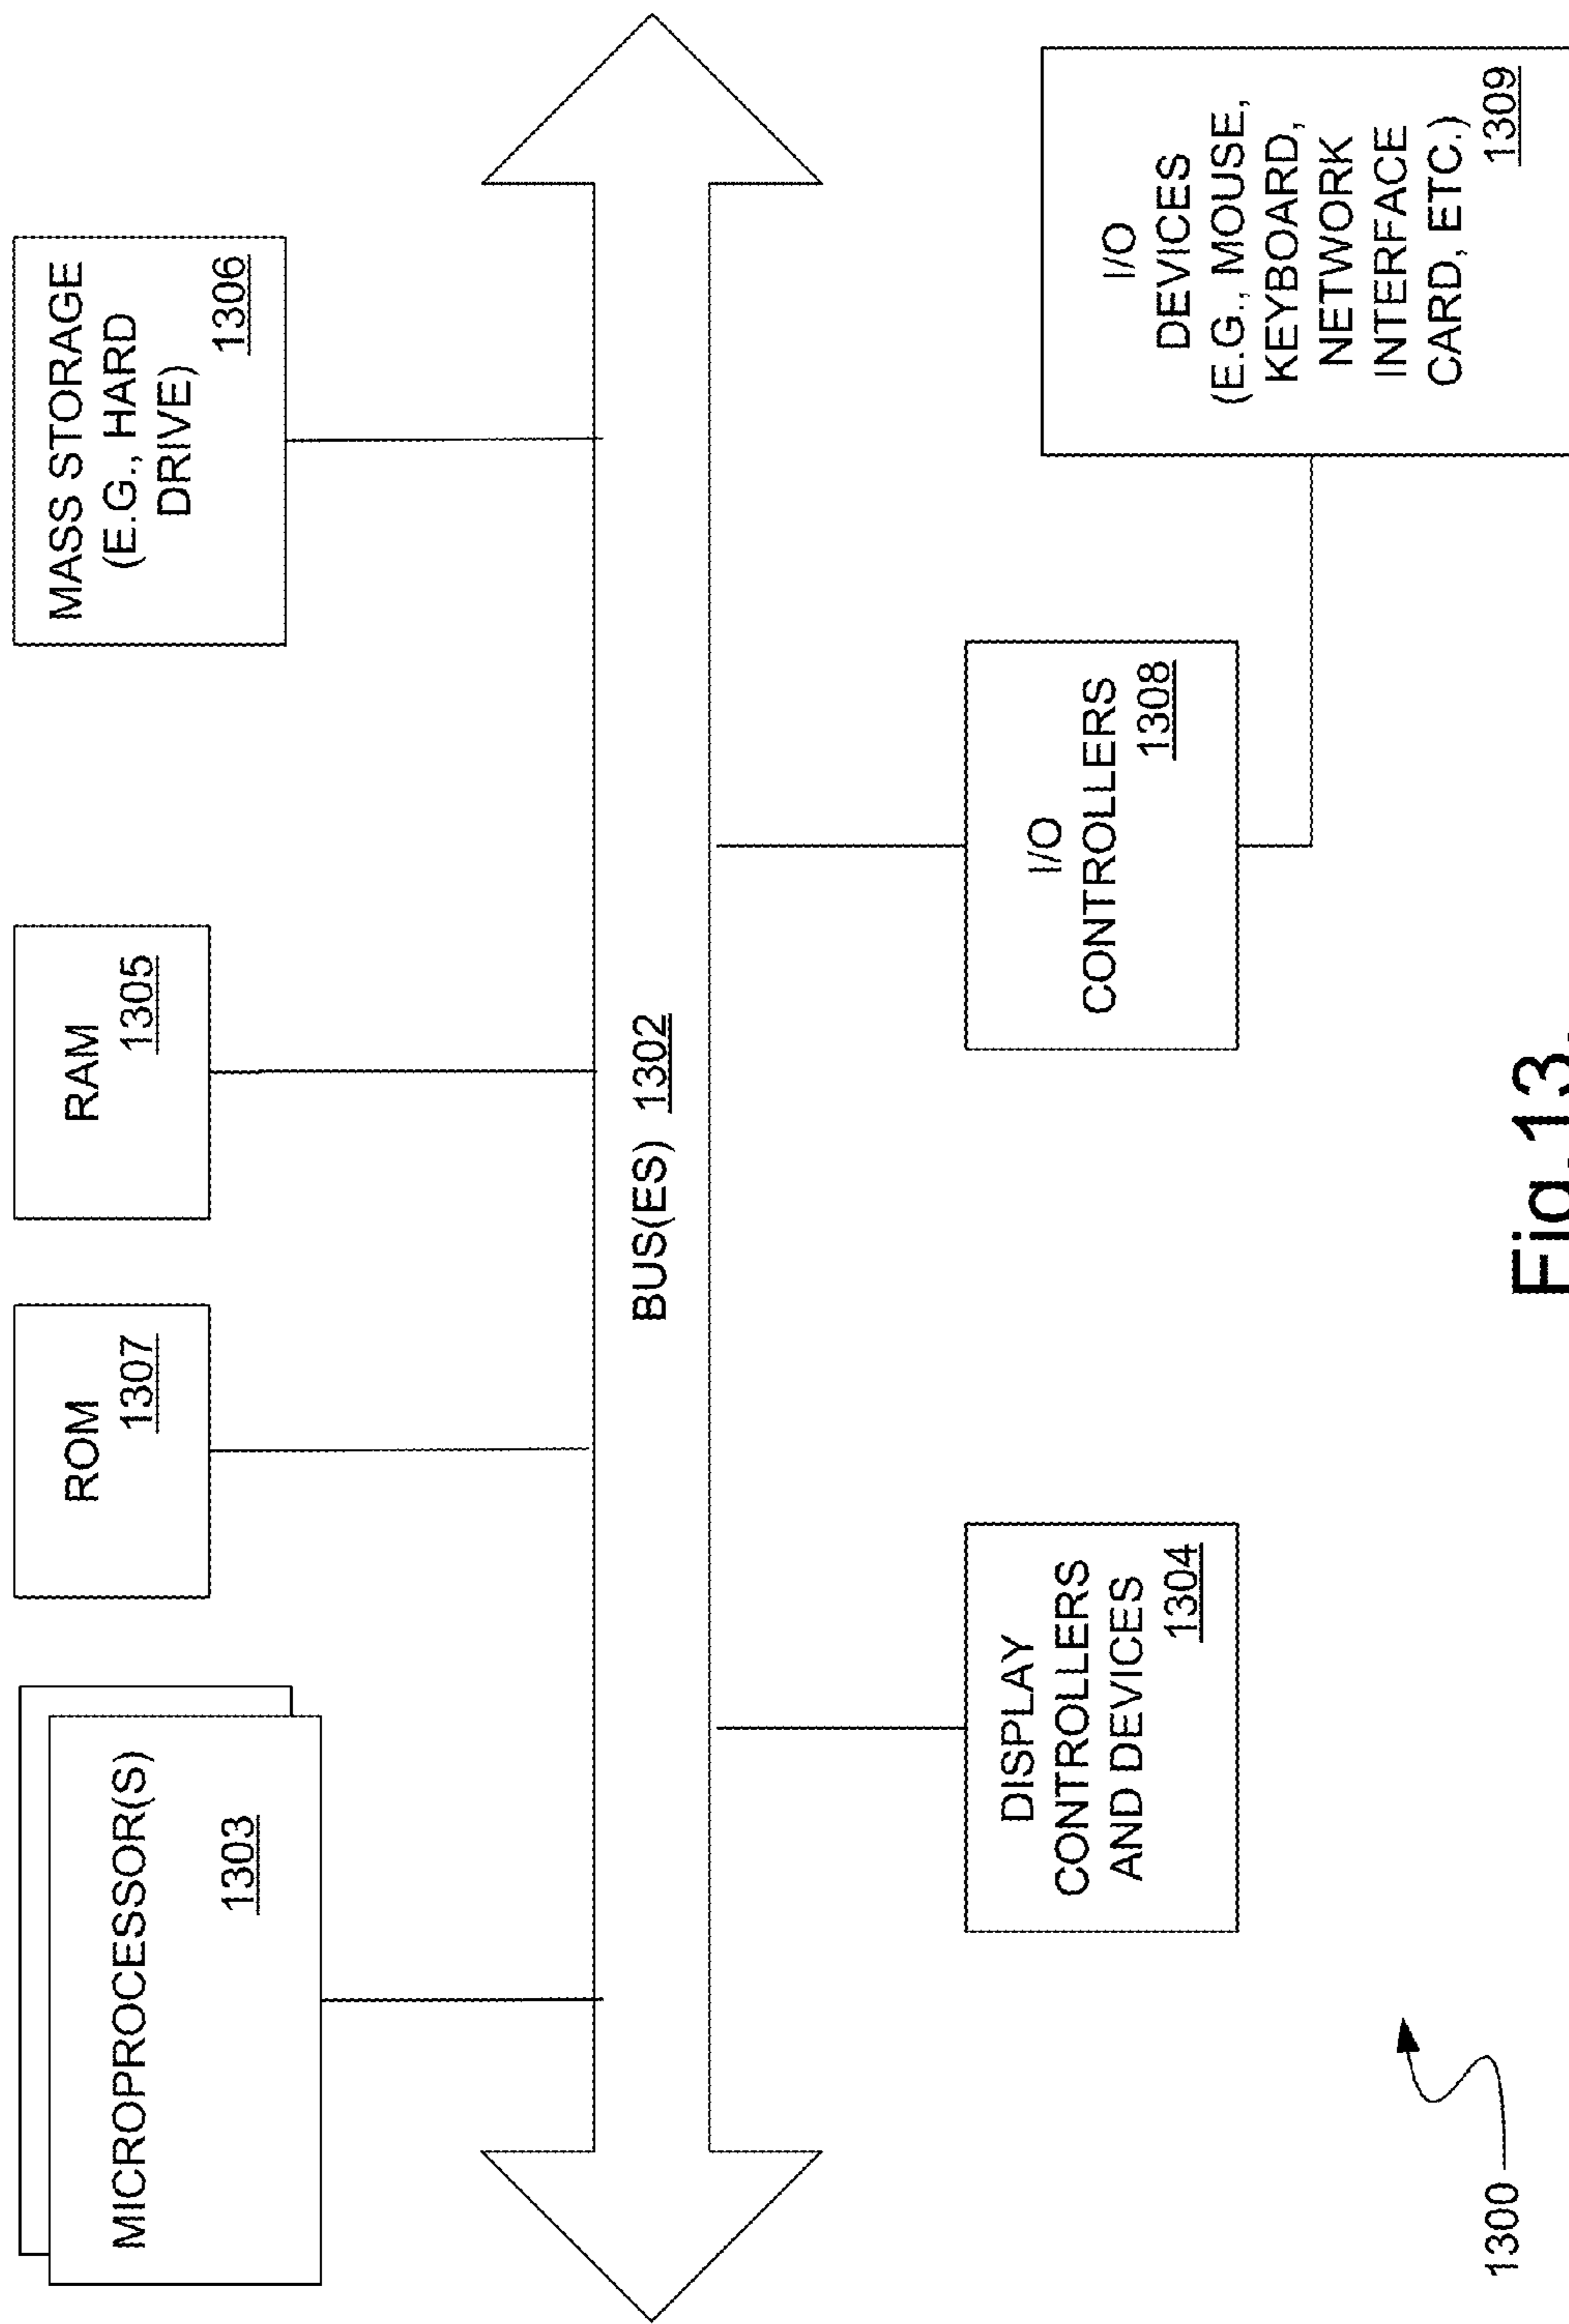 MICROPROCESSOR(S)
1303
ROM
1307
RAM
1305
MASS STORAGE
(E.G., HARD
DRIVE)
1306
BUS(ES) 1302
DISPLAY
CONTROLLERS
AND DEVICES
1304
I/O
CONTROLLERS
1308
I/O
DEVICES
(E.G., MOUSE,
KEYBOARD,
NETWORK
INTERFACE
CARD, ETC.)
1309
1300
Fig.13.